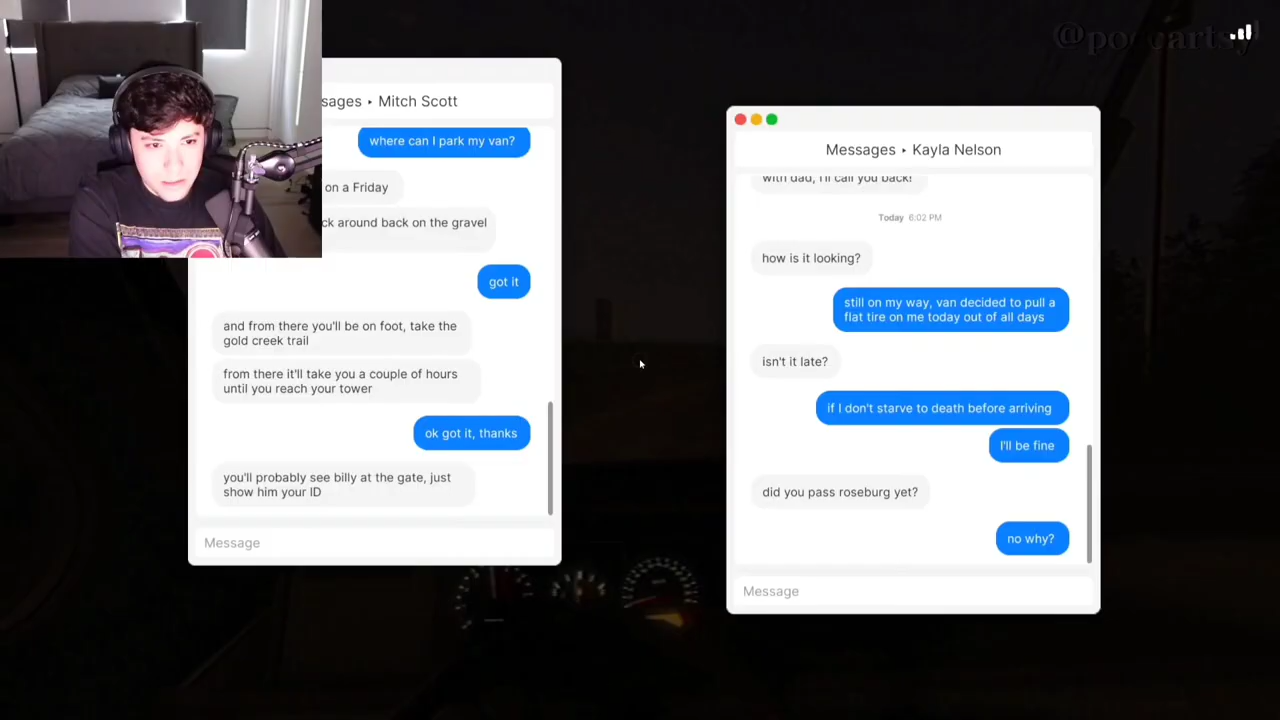 sages ▸ Mitch Scott
where can I park my van?
on a Friday
ck around back on the gravel
got it
and from there you'll be on foot, take the
gold creek trail
from there it'll take you a couple of hours
until you reach your tower
ok got it, thanks
you'll probably see billy at the gate, just
show him your ID
Message
Messages ▸ Kayla Nelson
with dad, I'll call you back!
Today 6:02 PM
how is it looking?
still on my way, van decided to pull a
flat tire on me today out of all days
isn't it late?
if I don't starve to death before arriving
I'll be fine
did you pass roseburg yet?
no why?
Message